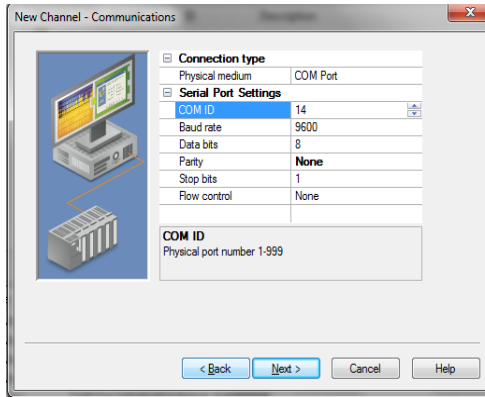 New Channel - Communications
Description
Connection type
Physical medium COM Port
Serial Port Settings
COM ID 14
Baud rate 9600
Data bits 8
Parity None
Stop bits 1
Flow control None
COM ID
Physical port number 1-999
< Back Next > Cancel Help